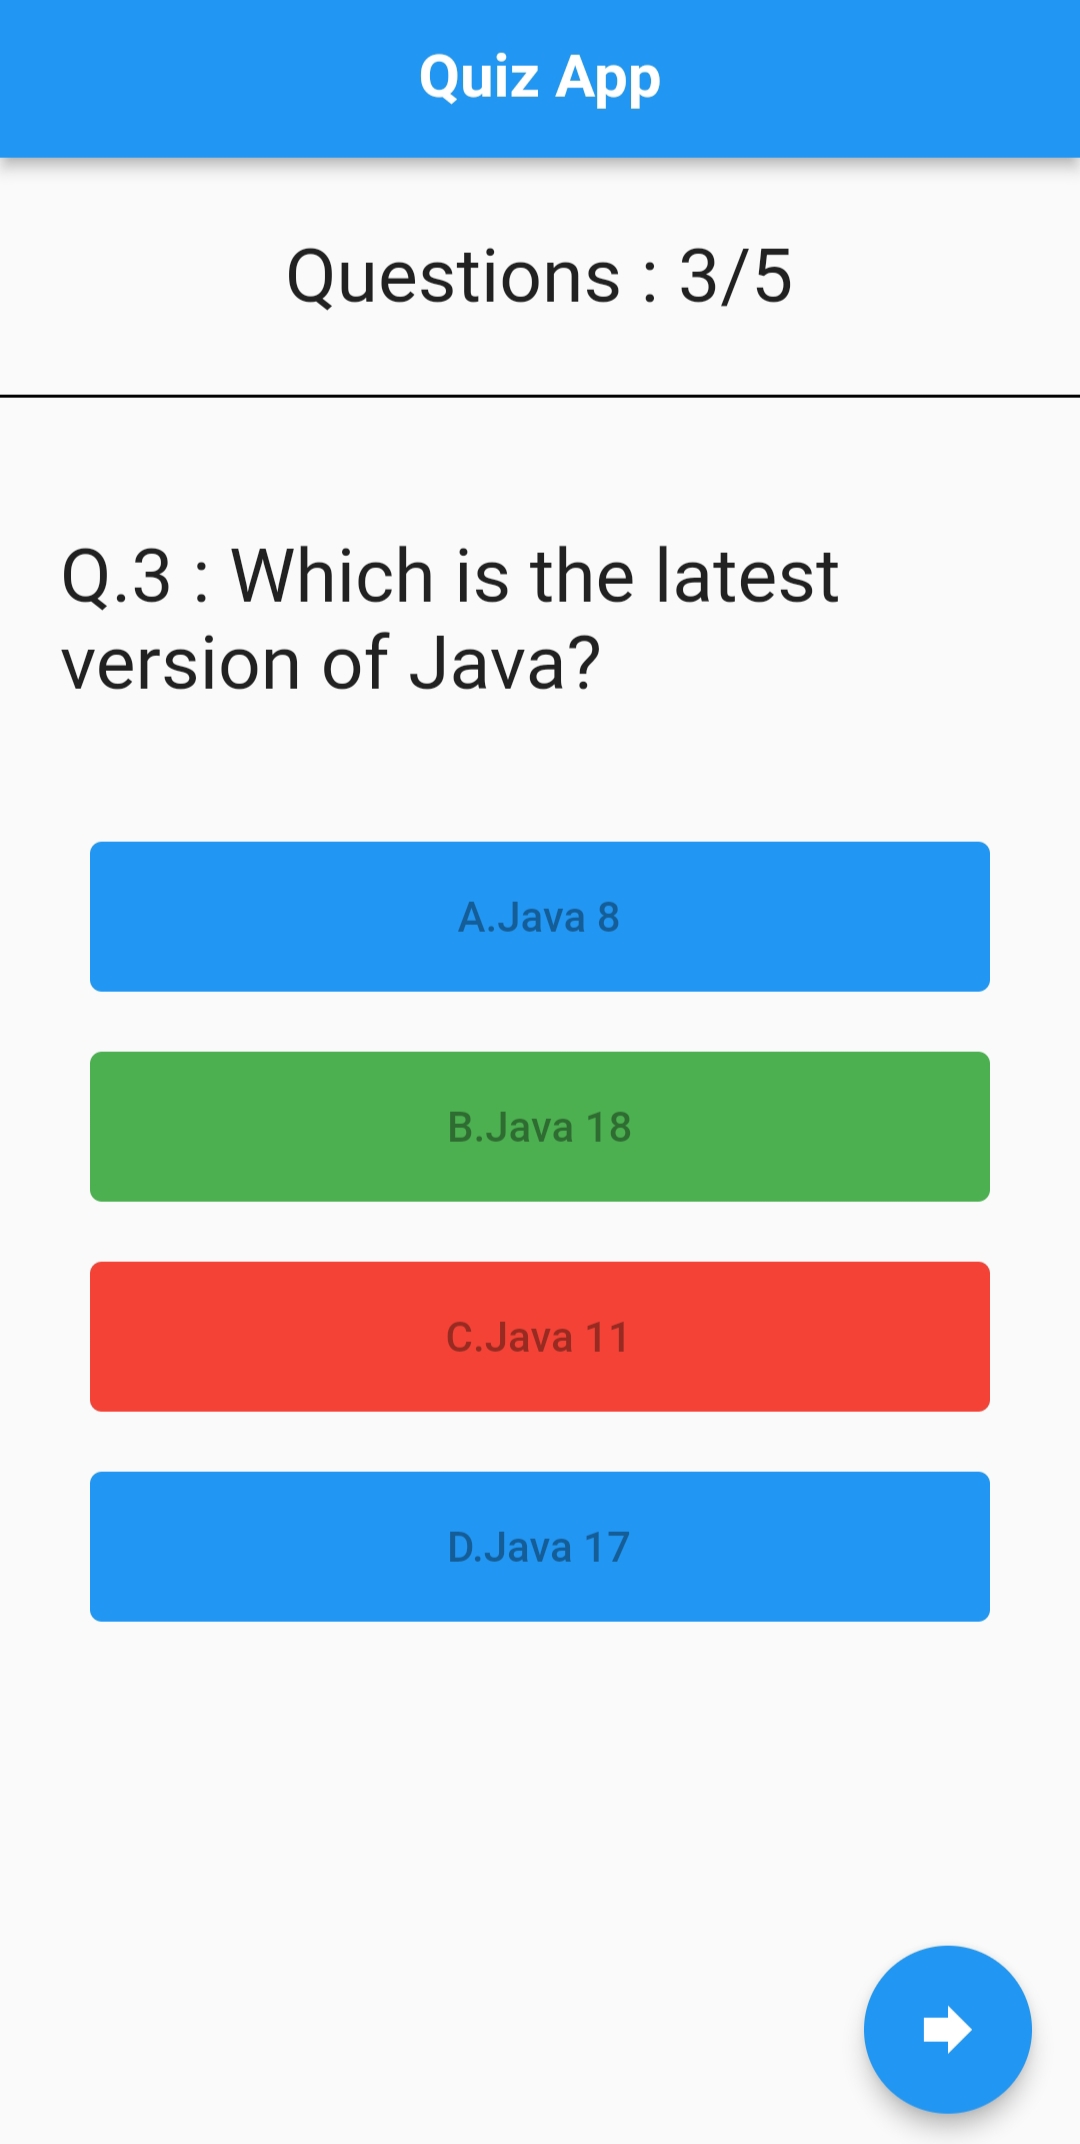 Quiz App
Questions : 3/5
Q.3 : Which is the latest
version of Java?
A.Java 8
B.Java 18
C.Java 11
D.Java 17